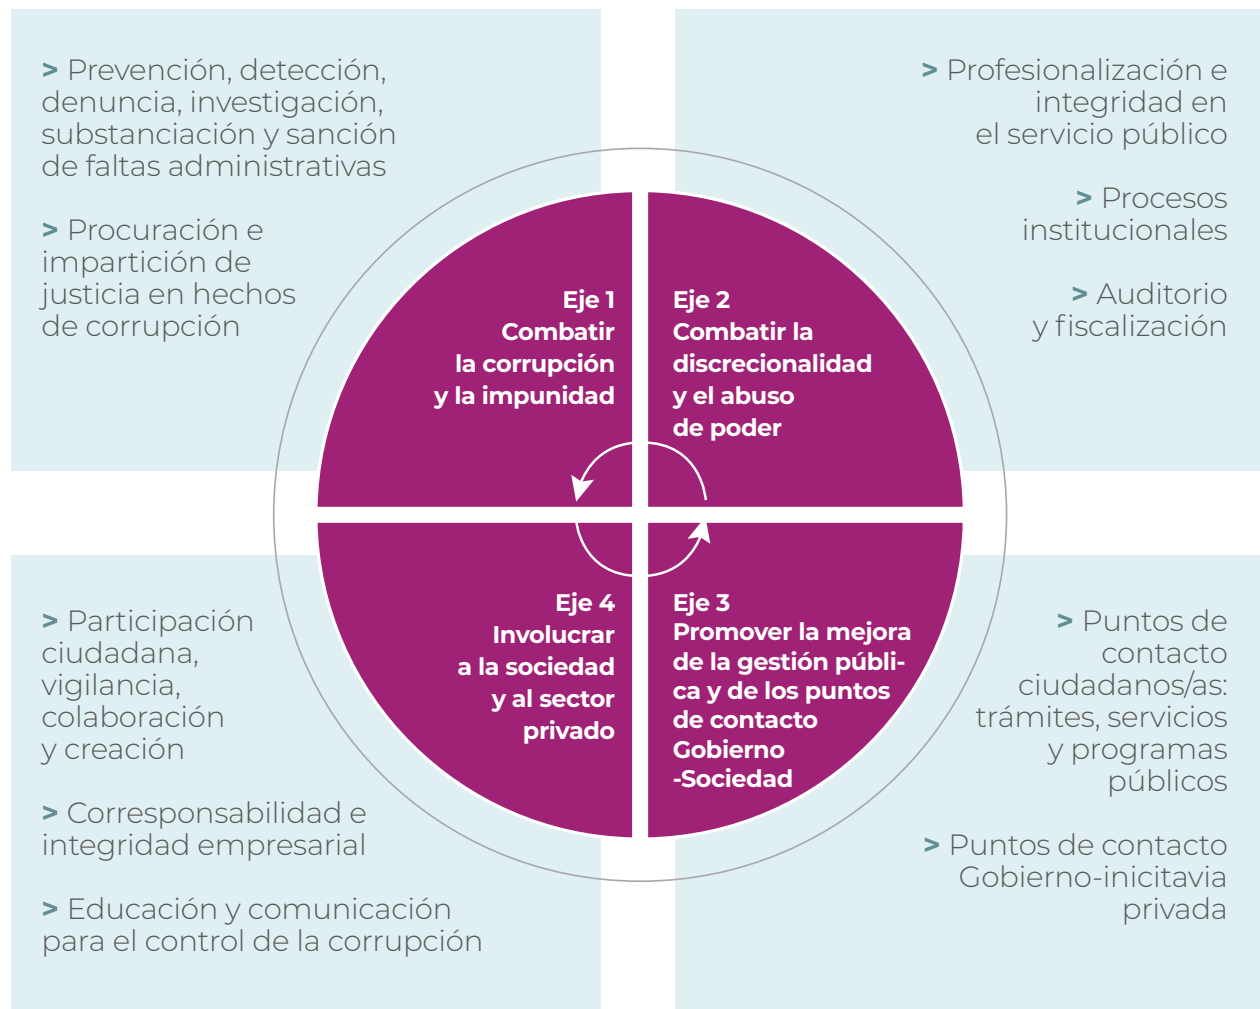 > Prevención, detección,
denuncia, investigación,
substanciación y sanción
de faltas administrativas
> Procuración e
impartición de
justicia en hechos
de corrupción
> Profesionalización e
integridad en
el servicio público
> Procesos
institucionales
> Auditorio
y fiscalización
Eje 1
Combatir
la corrupción
y la impunidad
Eje 2
Combatir la
discrecionalidad
y el abuso
de poder
Eje 4
Involucrar
a la sociedad
y al sector
privado
Eje 3
Promover la mejora
de la gestión públi-
ca y de los puntos
de contacto
Gobierno
-Sociedad
> Participación
ciudadana,
vigilancia,
colaboración
y creación
> Corresponsabilidad e
integridad empresarial
> Educación y comunicación
para el control de la corrupción
> Puntos de
contacto
ciudadanos/as:
trámites, servicios
y programas
públicos
> Puntos de contacto
Gobierno-inicitavia
privada